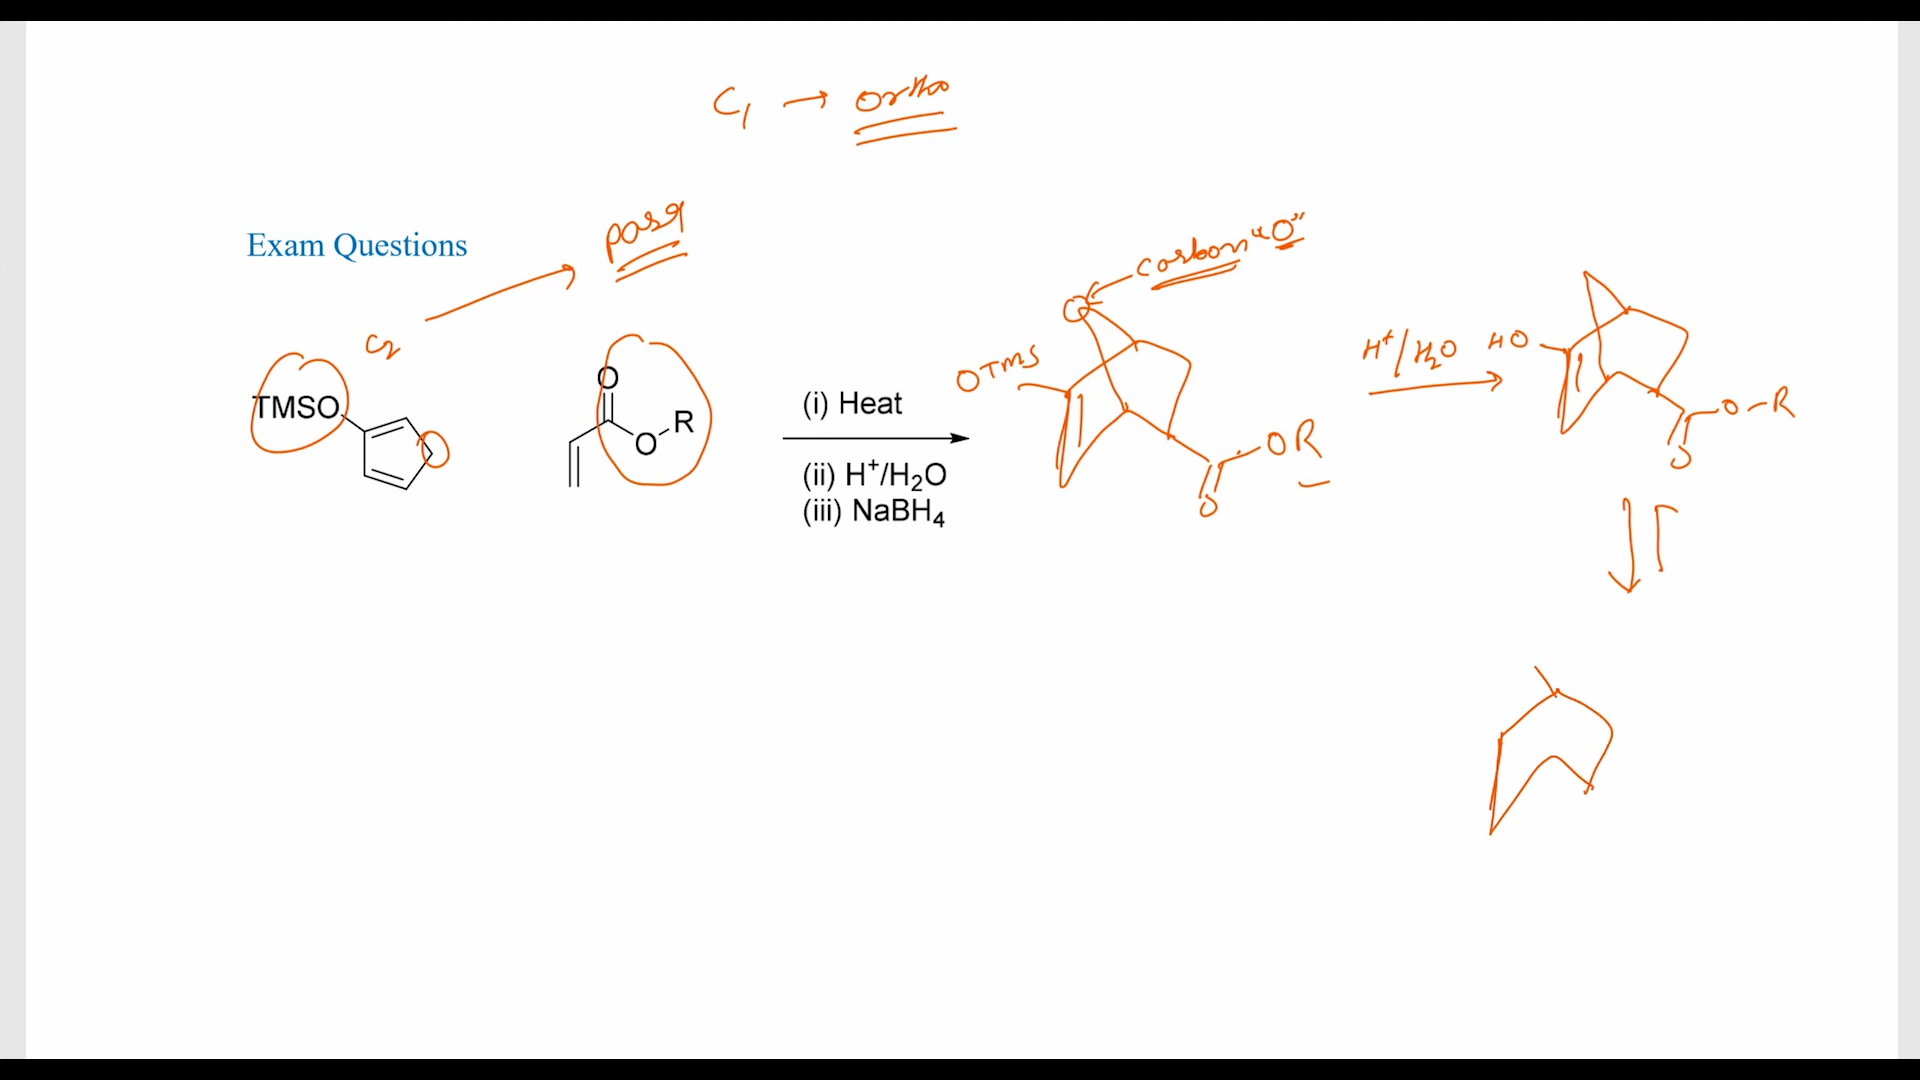 C1 → ortho
para
Exam Questions
carbon "O"
C2
TMSO
O
O
R
(i) Heat
(ii) H+/H2O
(iii) NaBH4
OTMS
OR
O
H+/H2O
HO
O-R
O